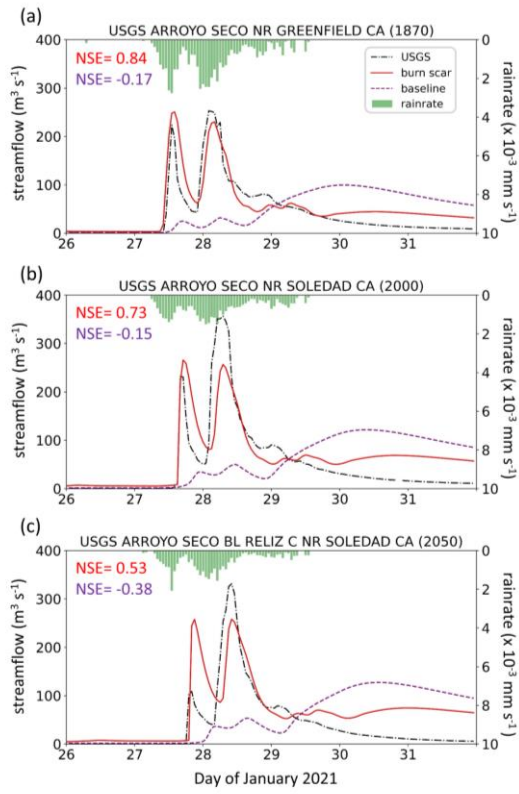 (a)
USGS ARROYO SECO NR GREENFIELD CA (1870)
NSE= 0.84
NSE= -0.17
USGS
burn scar
baseline
rainrate
streamflow (m³ s⁻¹)
400
300
200
100
0
0
2
4
6
8
10
rainrate (x 10⁻³ mm s⁻¹)
26 27 28 29 30 31
(b)
USGS ARROYO SECO NR SOLEDAD CA (2000)
NSE= 0.73
NSE= -0.15
streamflow (m³ s⁻¹)
400
300
200
100
0
0
2
4
6
8
10
rainrate (x 10⁻³ mm s⁻¹)
26 27 28 29 30 31
(c)
USGS ARROYO SECO BL RELIZ C NR SOLEDAD CA (2050)
NSE= 0.53
NSE= -0.38
streamflow (m³ s⁻¹)
400
300
200
100
0
0
2
4
6
8
10
rainrate (x 10⁻³ mm s⁻¹)
26 27 28 29 30 31
Day of January 2021